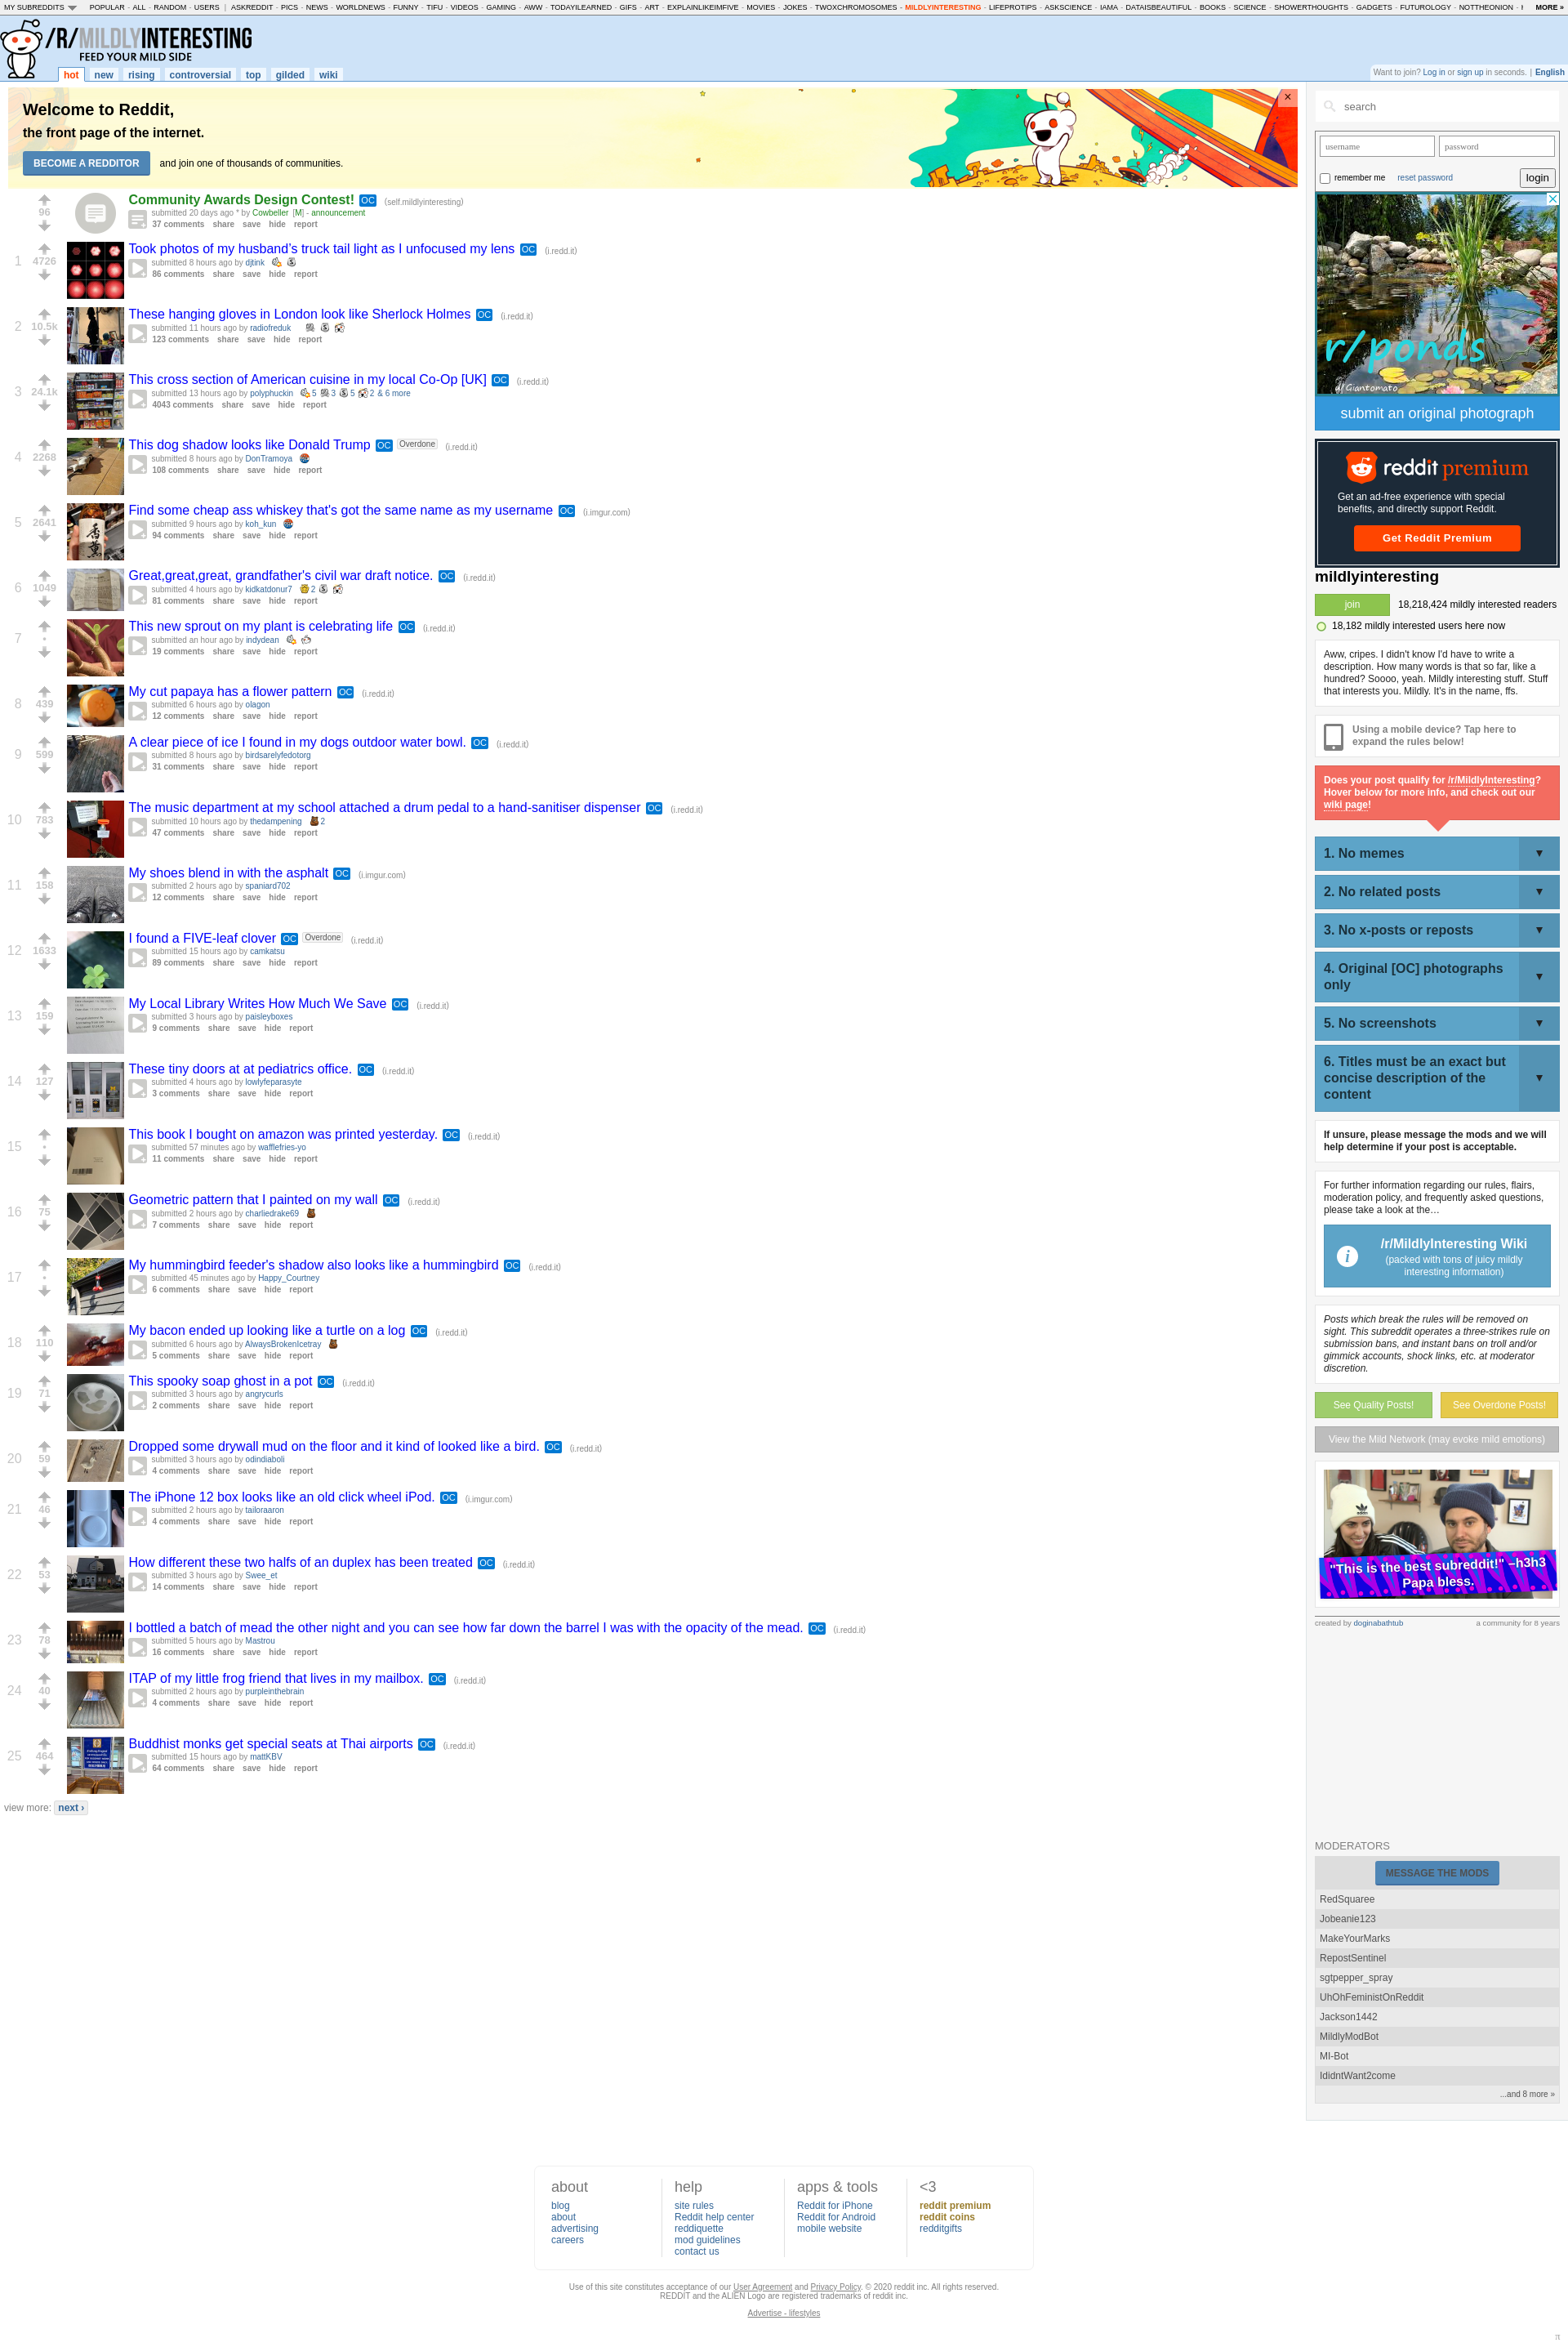 MY SUBREDDITS POPULAR - ALL - RANDOM - USERS | ASKREDDIT - PICS - NEWS - WORLDNEWS - FUNNY - TIFU - VIDEOS - GAMING - AWW - TODAYILEARNED - GIFS - ART - EXPLAINLIKEIMFIVE - MOVIES - JOKES - TWOXCHROMOSOMES - MILDLYINTERESTING - LIFEPROTIPS - ASKSCIENCE - IAMA - DATAISBEAUTIFUL - BOOKS - SCIENCE - SHOWERTHOUGHTS - GADGETS - FUTUROLOGY - NOTTHEONION - MORE »
/R/MILDLYINTERESTING
FEED YOUR MILD SIDE
hot new rising controversial top gilded wiki
Want to join? Log in or sign up in seconds. | English
Welcome to Reddit,
the front page of the internet.
BECOME A REDDITOR and join one of thousands of communities.
96
Community Awards Design Contest! OC (self.mildlyinteresting)
submitted 20 days ago * by Cowbeller [M] - announcement
37 comments share save hide report
1 4726
Took photos of my husband's truck tail light as I unfocused my lens OC (i.redd.it)
submitted 8 hours ago by djtink
86 comments share save hide report
2 10.5k
These hanging gloves in London look like Sherlock Holmes OC (i.redd.it)
submitted 11 hours ago by radiofreduk
123 comments share save hide report
3 24.1k
This cross section of American cuisine in my local Co-Op [UK] OC (i.redd.it)
submitted 13 hours ago by polyphuckin 5 3 5 2 & 6 more
4043 comments share save hide report
4 2268
This dog shadow looks like Donald Trump OC Overdone (i.redd.it)
submitted 8 hours ago by DonTramoya
108 comments share save hide report
5 2641
Find some cheap ass whiskey that's got the same name as my username OC (i.imgur.com)
submitted 9 hours ago by koh_kun
94 comments share save hide report
6 1049
Great,great,great, grandfather's civil war draft notice. OC (i.redd.it)
submitted 4 hours ago by kidkatdonur7 2
81 comments share save hide report
7 •
This new sprout on my plant is celebrating life OC (i.redd.it)
submitted an hour ago by indydean
19 comments share save hide report
8 439
My cut papaya has a flower pattern OC (i.redd.it)
submitted 6 hours ago by olagon
12 comments share save hide report
9 599
A clear piece of ice I found in my dogs outdoor water bowl. OC (i.redd.it)
submitted 8 hours ago by birdsarelyfedotorg
31 comments share save hide report
10 783
The music department at my school attached a drum pedal to a hand-sanitiser dispenser OC (i.redd.it)
submitted 10 hours ago by thedampening 2
47 comments share save hide report
11 158
My shoes blend in with the asphalt OC (i.imgur.com)
submitted 2 hours ago by spaniard702
12 comments share save hide report
12 1633
I found a FIVE-leaf clover OC Overdone (i.redd.it)
submitted 15 hours ago by camkatsu
89 comments share save hide report
13 159
My Local Library Writes How Much We Save OC (i.redd.it)
submitted 3 hours ago by paisleyboxes
9 comments share save hide report
14 127
These tiny doors at at pediatrics office. OC (i.redd.it)
submitted 4 hours ago by lowlyfeparasyte
3 comments share save hide report
15 •
This book I bought on amazon was printed yesterday. OC (i.redd.it)
submitted 57 minutes ago by wafflefries-yo
11 comments share save hide report
16 75
Geometric pattern that I painted on my wall OC (i.redd.it)
submitted 2 hours ago by charliedrake69
7 comments share save hide report
17 •
My hummingbird feeder's shadow also looks like a hummingbird OC (i.redd.it)
submitted 45 minutes ago by Happy_Courtney
6 comments share save hide report
18 110
My bacon ended up looking like a turtle on a log OC (i.redd.it)
submitted 6 hours ago by AlwaysBrokenIcetray
5 comments share save hide report
19 71
This spooky soap ghost in a pot OC (i.redd.it)
submitted 3 hours ago by angrycurls
2 comments share save hide report
20 59
Dropped some drywall mud on the floor and it kind of looked like a bird. OC (i.redd.it)
submitted 3 hours ago by odindiaboli
4 comments share save hide report
21 46
The iPhone 12 box looks like an old click wheel iPod. OC (i.imgur.com)
submitted 2 hours ago by tailoraaron
4 comments share save hide report
22 53
How different these two halfs of an duplex has been treated OC (i.redd.it)
submitted 3 hours ago by Swee_et
14 comments share save hide report
23 78
I bottled a batch of mead the other night and you can see how far down the barrel I was with the opacity of the mead. OC (i.redd.it)
submitted 5 hours ago by Mastrou
16 comments share save hide report
24 40
ITAP of my little frog friend that lives in my mailbox. OC (i.redd.it)
submitted 2 hours ago by purpleinthebrain
4 comments share save hide report
25 464
Buddhist monks get special seats at Thai airports OC (i.redd.it)
submitted 15 hours ago by mattKBV
64 comments share save hide report
view more: next ›
search
username password
remember me reset password login
r/ponds
u/Giantomato
submit an original photograph
reddit premium
Get an ad-free experience with special
benefits, and directly support Reddit.
Get Reddit Premium
mildlyinteresting
join 18,218,424 mildly interested readers
18,182 mildly interested users here now
Aww, cripes. I didn't know I'd have to write a
description. How many words is that so far, like a
hundred? Soooo, yeah. Mildly interesting stuff. Stuff
that interests you. Mildly. It's in the name, ffs.
Using a mobile device? Tap here to
expand the rules below!
Does your post qualify for /r/MildlyInteresting?
Hover below for more info, and check out our
wiki page!
1. No memes ▼
2. No related posts ▼
3. No x-posts or reposts ▼
4. Original [OC] photographs
only ▼
5. No screenshots ▼
6. Titles must be an exact but
concise description of the
content ▼
If unsure, please message the mods and we will
help determine if your post is acceptable.
For further information regarding our rules, flairs,
moderation policy, and frequently asked questions,
please take a look at the…
/r/MildlyInteresting Wiki
(packed with tons of juicy mildly
interesting information)
Posts which break the rules will be removed on
sight. This subreddit operates a three-strikes rule on
submission bans, and instant bans on troll and/or
gimmick accounts, shock links, etc. at moderator
discretion.
See Quality Posts! See Overdone Posts!
View the Mild Network (may evoke mild emotions)
"This is the best subreddit!" –h3h3
Papa bless.
created by doginabathtub a community for 8 years
MODERATORS
MESSAGE THE MODS
RedSquaree
Jobeanie123
MakeYourMarks
RepostSentinel
sgtpepper_spray
UhOhFeministOnReddit
Jackson1442
MildlyModBot
MI-Bot
IdidntWant2come
...and 8 more »
about
blog
about
advertising
careers
help
site rules
Reddit help center
reddiquette
mod guidelines
contact us
apps & tools
Reddit for iPhone
Reddit for Android
mobile website
<3
reddit premium
reddit coins
redditgifts
Use of this site constitutes acceptance of our User Agreement and Privacy Policy. © 2020 reddit inc. All rights reserved.
REDDIT and the ALIEN Logo are registered trademarks of reddit inc.
Advertise - lifestyles
π